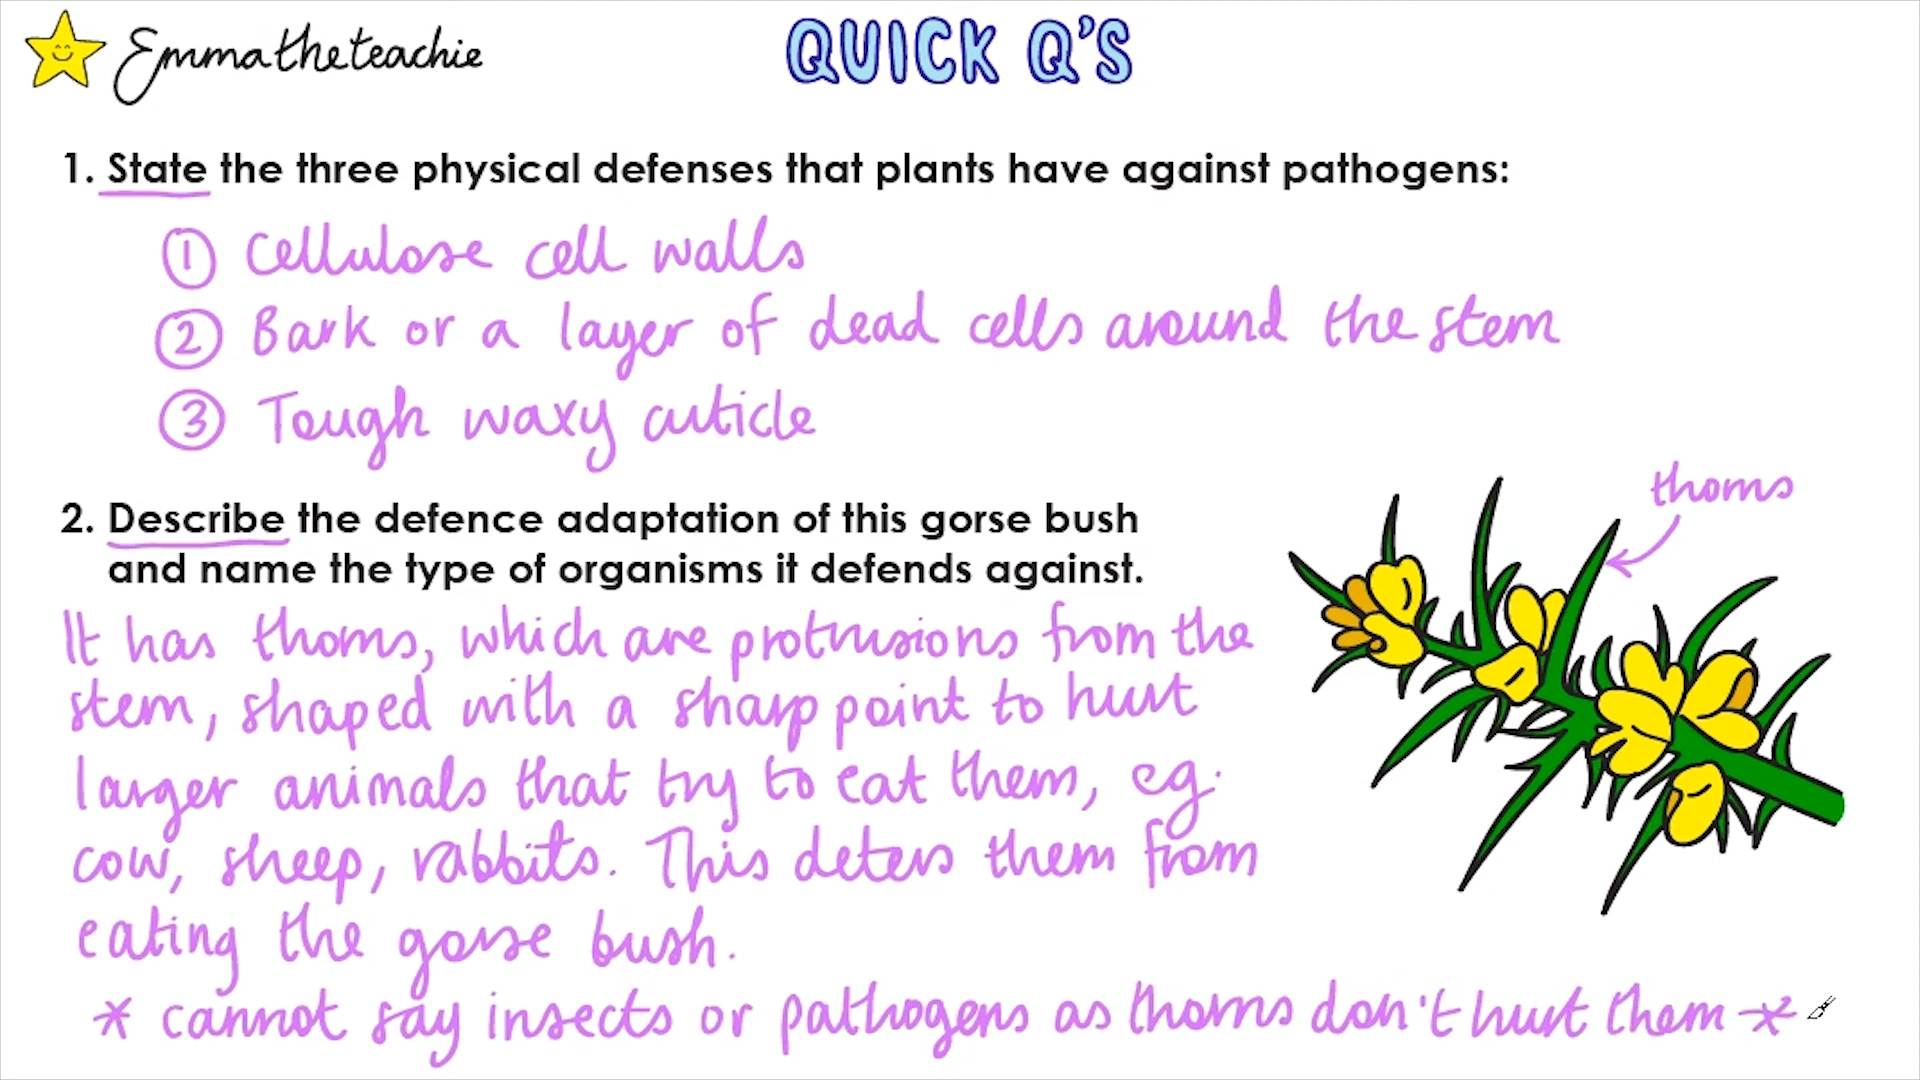 Emmatheteachie
QUICK Q'S
1. State the three physical defenses that plants have against pathogens:
① Cellulose cell walls
② Bark or a layer of dead cells around the stem
③ Tough waxy cuticle
2. Describe the defence adaptation of this gorse bush
and name the type of organisms it defends against.
thorns
It has thorns, which are protrusions from the
stem, shaped with a sharp point to hurt
larger animals that try to eat them, eg.
cow, sheep, rabbits. This deters them from
eating the gorse bush.
* cannot say insects or pathogens as thorns don't hurt them *